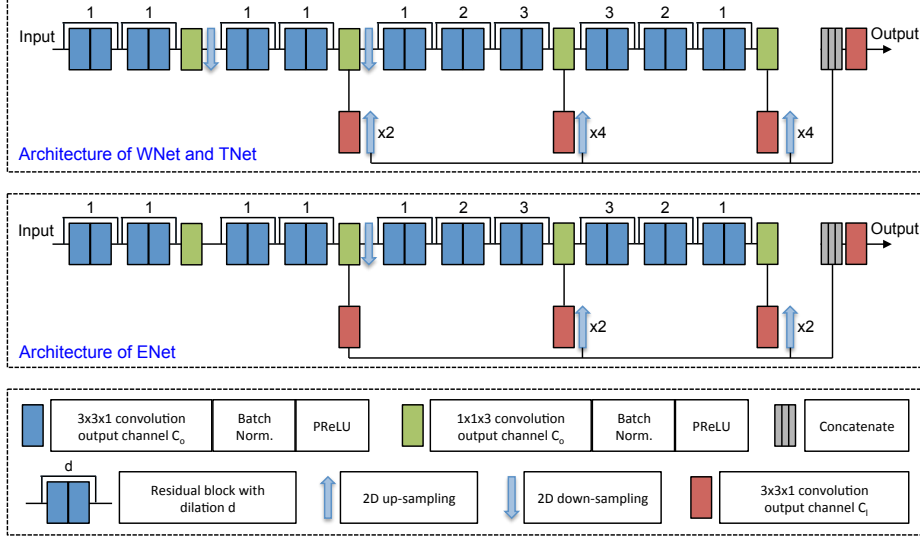 1 1 1 1 1 2 3 3 2 1
Input Output
x2 x4 x4
Architecture of WNet and TNet
1 1 1 1 1 2 3 3 2 1
Input Output
x2 x2
Architecture of ENet
3x3x1 convolution output channel Co
Batch Norm.
PReLU
1x1x3 convolution output channel Co
Batch Norm.
PReLU
Concatenate
d
Residual block with dilation d
2D up-sampling
2D down-sampling
3x3x1 convolution output channel Cl